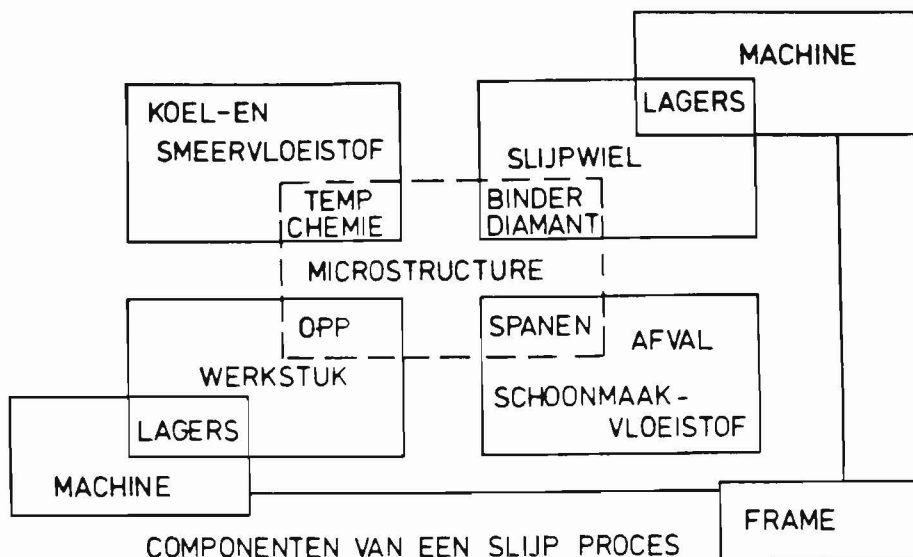 MACHINE
LAGERS
KOEL-EN
SMEERVLOEISTOF
SLIJPWIEL
TEMP
CHEMIE
BINDER
DIAMANT
MICROSTRUCTURE
OPP
WERKSTUK
SPANEN
AFVAL
SCHOONMAAK-
VLOEISTOF
LAGERS
MACHINE
FRAME
COMPONENTEN VAN EEN SLIJP PROCES